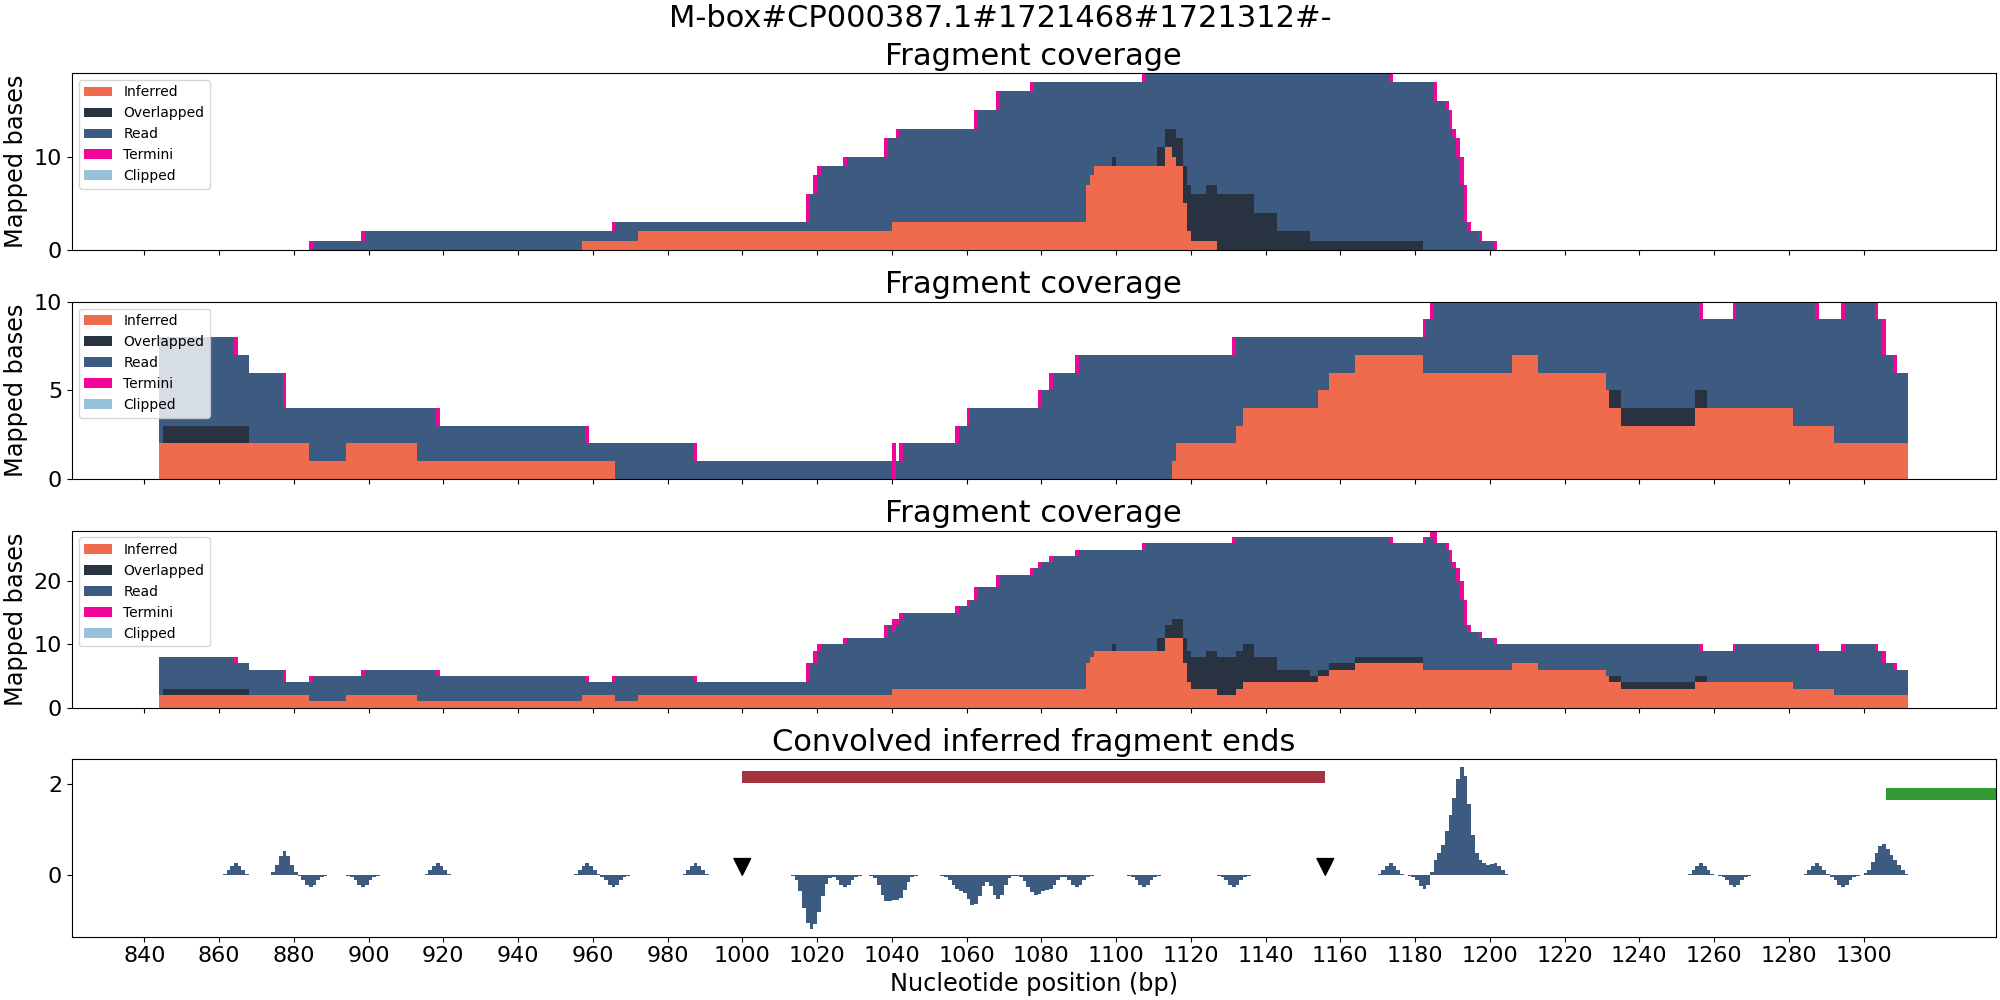 M-box#CP000387.1#1721468#1721312#-
Fragment coverage
Mapped bases
10
0
Inferred
Overlapped
Read
Termini
Clipped
Fragment coverage
Mapped bases
10
5
0
Inferred
Overlapped
Read
Termini
Clipped
Fragment coverage
Mapped bases
20
10
0
Inferred
Overlapped
Read
Termini
Clipped
Convolved inferred fragment ends
2
0
840 860 880 900 920 940 960 980 1000 1020 1040 1060 1080 1100 1120 1140 1160 1180 1200 1220 1240 1260 1280 1300
Nucleotide position (bp)